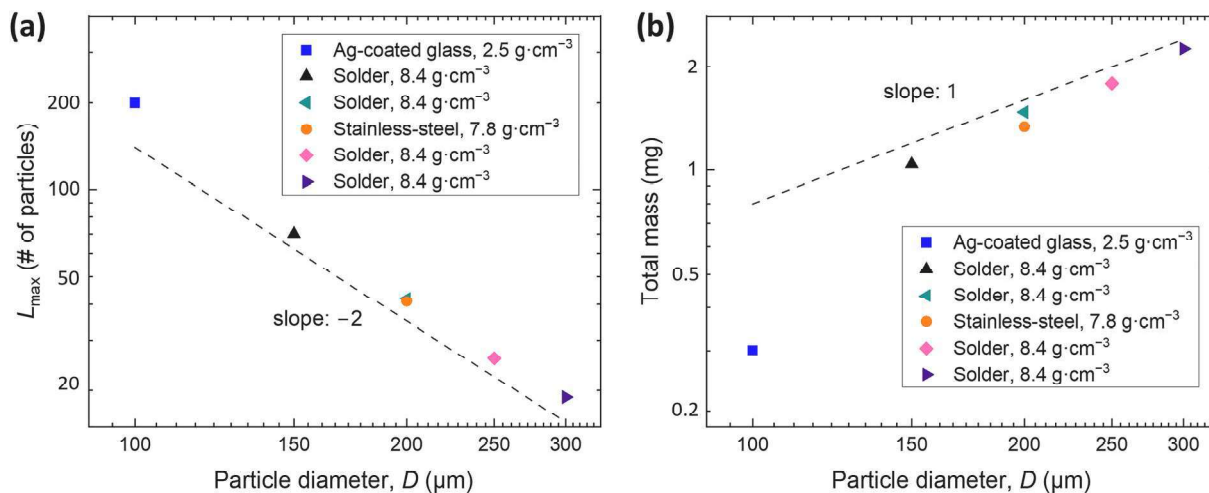 (a)
200
100
50
20
L_max (# of particles)
Ag-coated glass, 2.5 g·cm⁻³
Solder, 8.4 g·cm⁻³
Solder, 8.4 g·cm⁻³
Stainless-steel, 7.8 g·cm⁻³
Solder, 8.4 g·cm⁻³
Solder, 8.4 g·cm⁻³
slope: −2
100 150 200 250 300
Particle diameter, D (μm)
(b)
2
1
0.5
0.2
Total mass (mg)
slope: 1
Ag-coated glass, 2.5 g·cm⁻³
Solder, 8.4 g·cm⁻³
Solder, 8.4 g·cm⁻³
Stainless-steel, 7.8 g·cm⁻³
Solder, 8.4 g·cm⁻³
Solder, 8.4 g·cm⁻³
100 150 200 250 300
Particle diameter, D (μm)